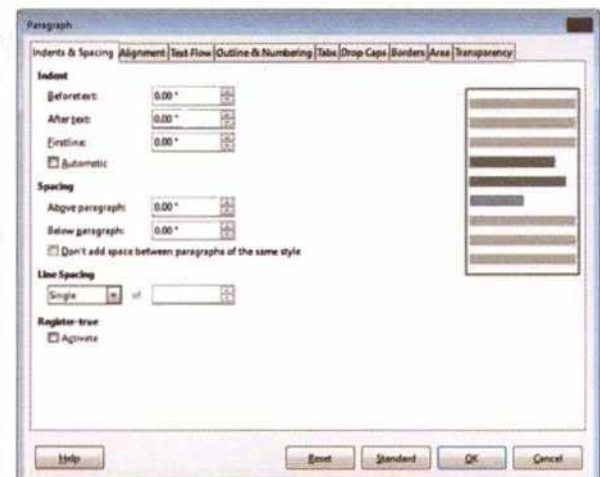 Paragraph
Indents & Spacing Alignment Text Flow Outline & Numbering Tabs Drop Caps Borders Area Transparency
Indent
Before text: 0.00 "
After text: 0.00 "
First line: 0.00 "
Automatic
Spacing
Above paragraph: 0.00 "
Below paragraph: 0.00 "
Don't add space between paragraphs of the same style
Line Spacing
Single of
Register-true
Activate
Help Reset Standard OK Cancel